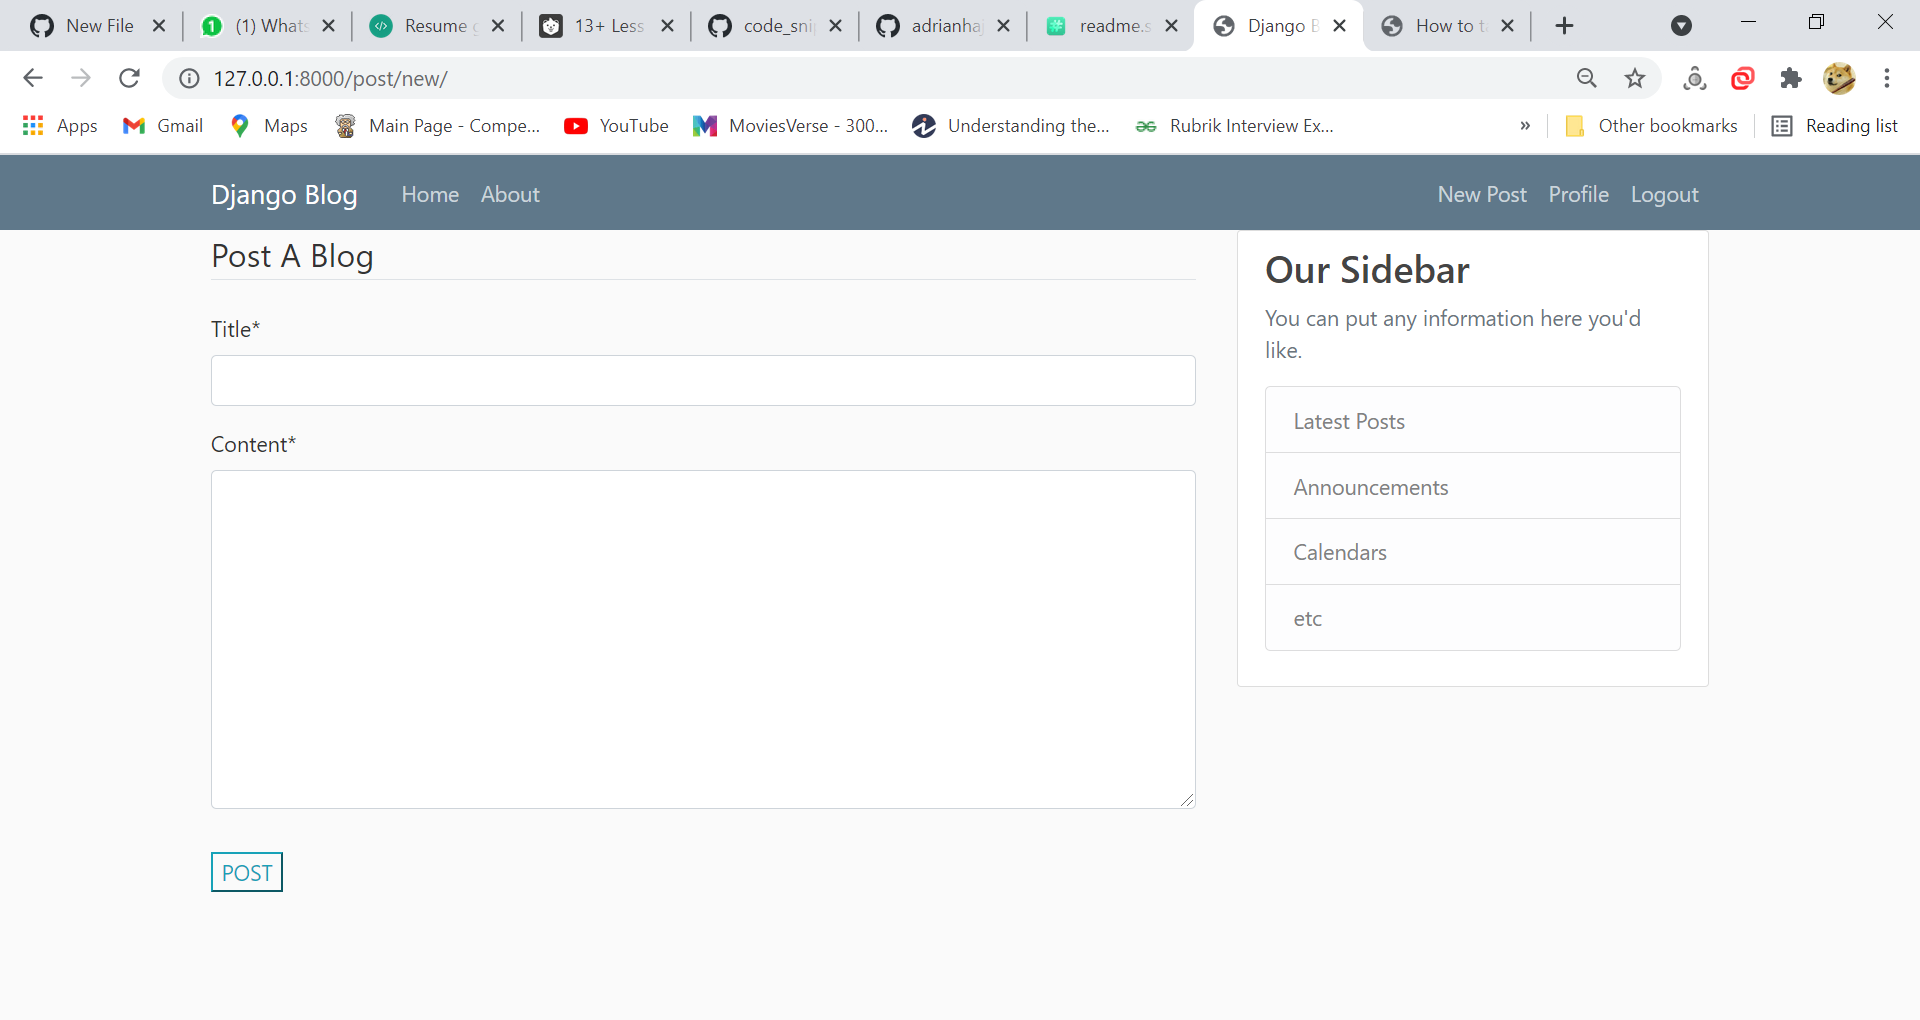 New File
(1) Whats
Resume g
13+ Less
code_sni
adrianha
readme.s
Django B
How to ta
127.0.0.1:8000/post/new/
Apps
Gmail
Maps
Main Page - Compe...
YouTube
MoviesVerse - 300...
Understanding the...
Rubrik Interview Ex...
»
Other bookmarks
Reading list
Django Blog
Home
About
New Post
Profile
Logout
Post A Blog
Title*
Content*
POST
Our Sidebar
You can put any information here you'd
like.
Latest Posts
Announcements
Calendars
etc